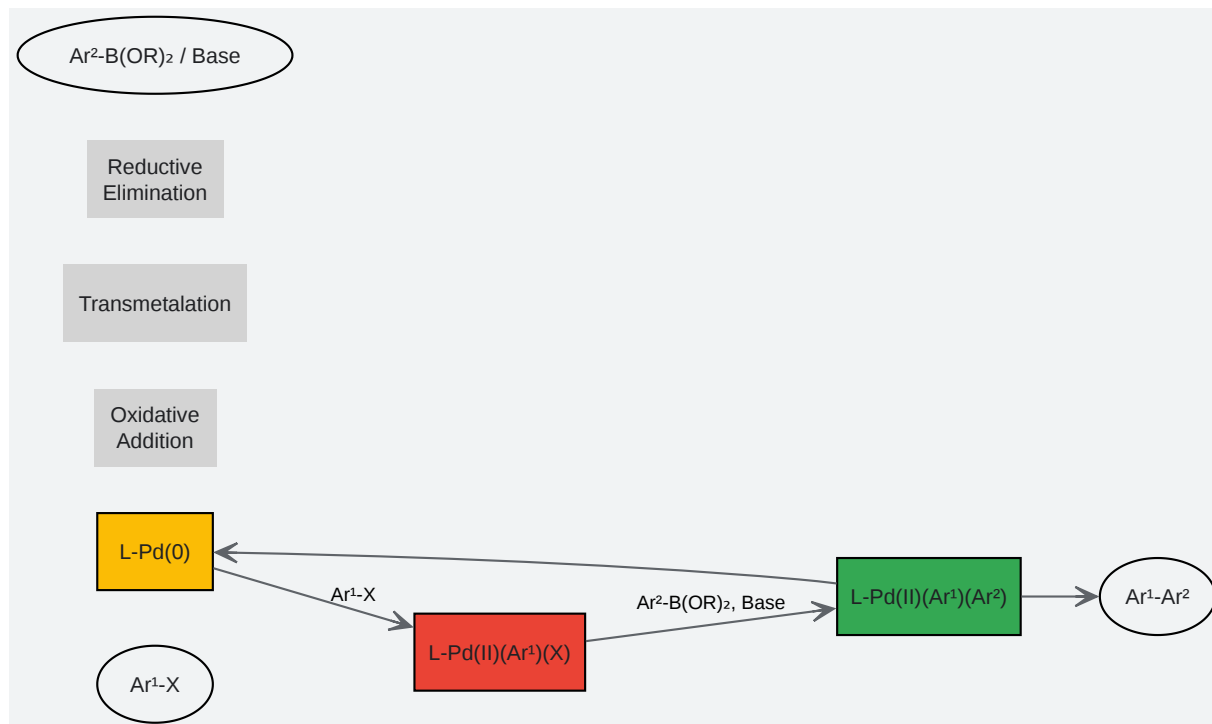 Ar²-B(OR)₂ / Base
Reductive
Elimination
Transmetalation
Oxidative
Addition
L-Pd(0)
Ar¹-X
L-Pd(II)(Ar¹)(X)
Ar²-B(OR)₂, Base
L-Pd(II)(Ar¹)(Ar²)
Ar¹-Ar²
Ar¹-X